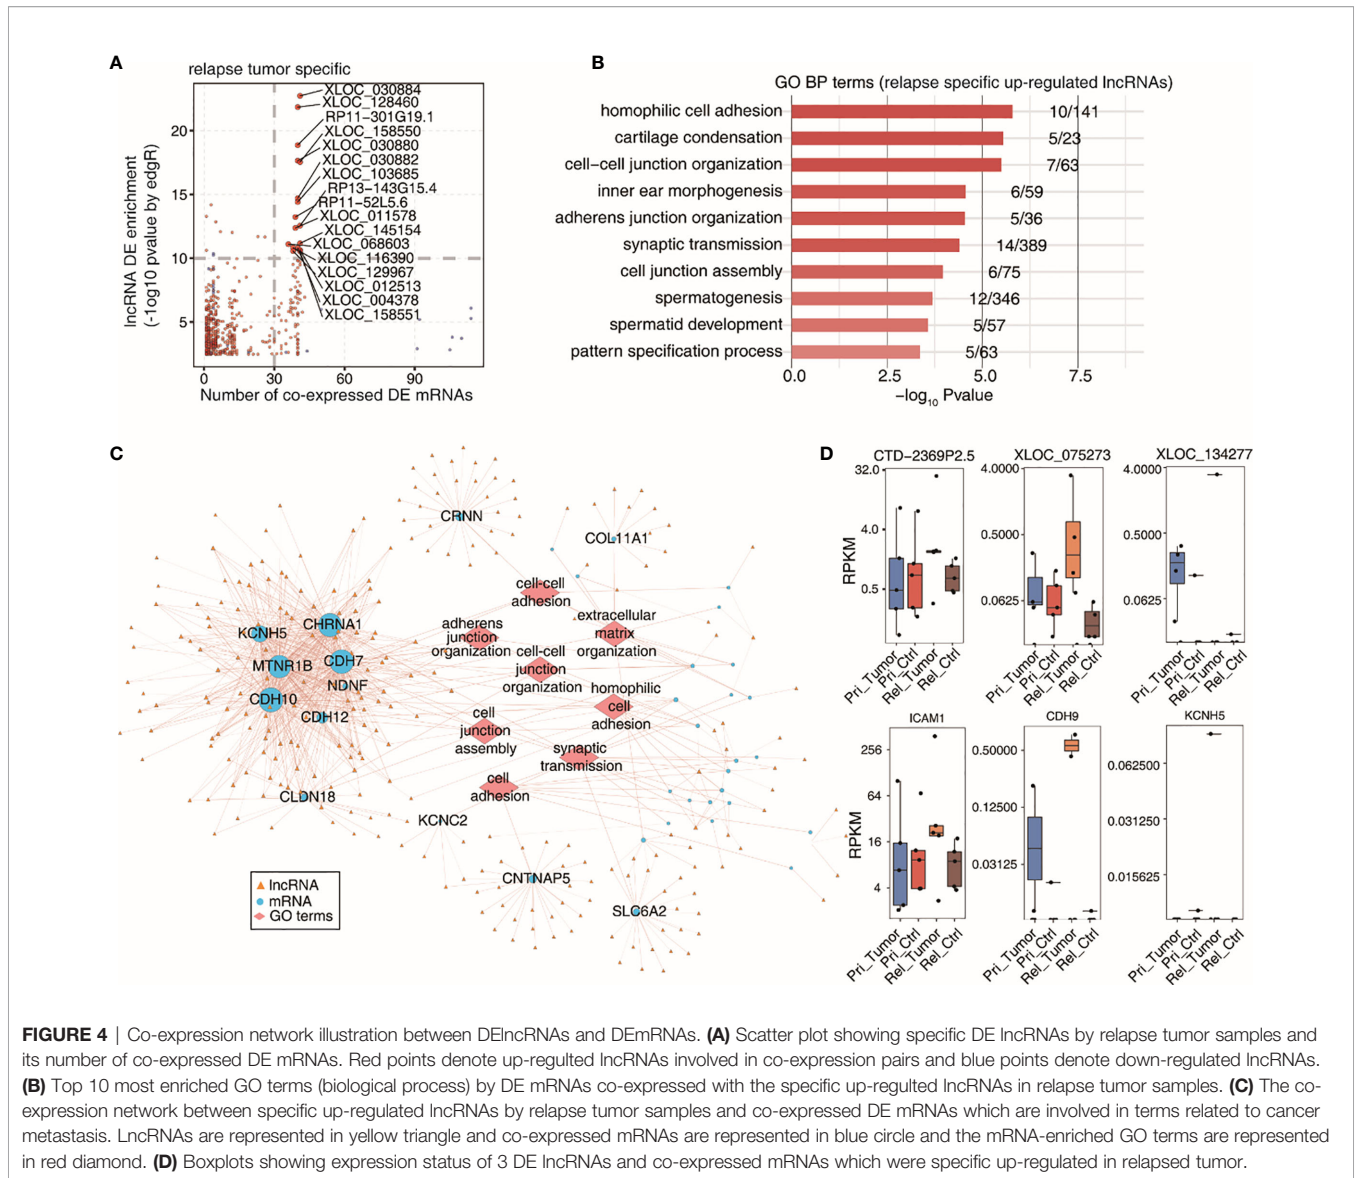 A
relapse tumor specific
XLOC_030884
XLOC_128460
RP11-301G19.1
XLOC_158550
XLOC_030880
XLOC_030882
XLOC_103685
RP13-143G15.4
RP11-52L5.6
XLOC_011578
XLOC_145154
XLOC_068603
XLOC_116390
XLOC_129967
XLOC_012513
XLOC_004378
XLOC_158551
20
15
10
5
0 30 60 90
lncRNA DE enrichment
(-1og10 pvalue by edgR)
Number of co-expressed DE mRNAs
B
GO BP terms (relapse specific up-regulated lncRNAs)
homophilic cell adhesion 10/141
cartilage condensation 5/23
cell-cell junction organization 7/63
inner ear morphogenesis 6/59
adherens junction organization 5/36
synaptic transmission 14/389
cell junction assembly 6/75
spermatogenesis 12/346
spermatid development 5/57
pattern specification process 5/63
0.0 2.5 5.0 7.5
-log10 Pvalue
C
CRNN
COL11A1
cell-cell
adhesion
extracellular
matrix
organization
adherens
junction
organization
cell-cell
junction
organization
homophilic
cell
adhesion
cell
junction
assembly
synaptic
transmission
cell
adhesion
CHRNA1
KCNH5
MTNR1B
CDH7
NDNF
CDH10
CDH12
CLDN18
KCNC2
CNTNAP5
SLC6A2
lncRNA
mRNA
GO terms
D
CTD-2369P2.5
32.0
4.0
0.5
RPKM
Pri_Tumor
Pri_Ctrl
Rel_Tumor
Rel_Ctrl
XLOC_075273
4.0000
0.5000
0.0625
Pri_Tumor
Pri_Ctrl
Rel_Tumor
Rel_Ctrl
XLOC_134277
4.0000
0.5000
0.0625
Pri_Tumor
Pri_Ctrl
Rel_Tumor
Rel_Ctrl
ICAM1
256
64
16
4
RPKM
Pri_Tumor
Pri_Ctrl
Rel_Tumor
Rel_Ctrl
CDH9
0.50000
0.12500
0.03125
Pri_Tumor
Pri_Ctrl
Rel_Tumor
Rel_Ctrl
KCNH5
0.062500
0.031250
0.015625
Pri_Tumor
Pri_Ctrl
Rel_Tumor
Rel_Ctrl
FIGURE 4 | Co-expression network illustration between DElncRNAs and DEmRNAs. (A) Scatter plot showing specific DE lncRNAs by relapse tumor samples and
its number of co-expressed DE mRNAs. Red points denote up-regulted lncRNAs involved in co-expression pairs and blue points denote down-regulated lncRNAs.
(B) Top 10 most enriched GO terms (biological process) by DE mRNAs co-expressed with the specific up-regulted lncRNAs in relapse tumor samples. (C) The co-
expression network between specific up-regulated lncRNAs by relapse tumor samples and co-expressed DE mRNAs which are involved in terms related to cancer
metastasis. LncRNAs are represented in yellow triangle and co-expressed mRNAs are represented in blue circle and the mRNA-enriched GO terms are represented
in red diamond. (D) Boxplots showing expression status of 3 DE lncRNAs and co-expressed mRNAs which were specific up-regulated in relapsed tumor.